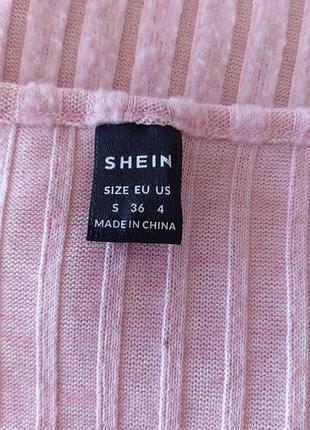 SHEIN
SIZE EU US
S 36 4
MADE IN CHINA